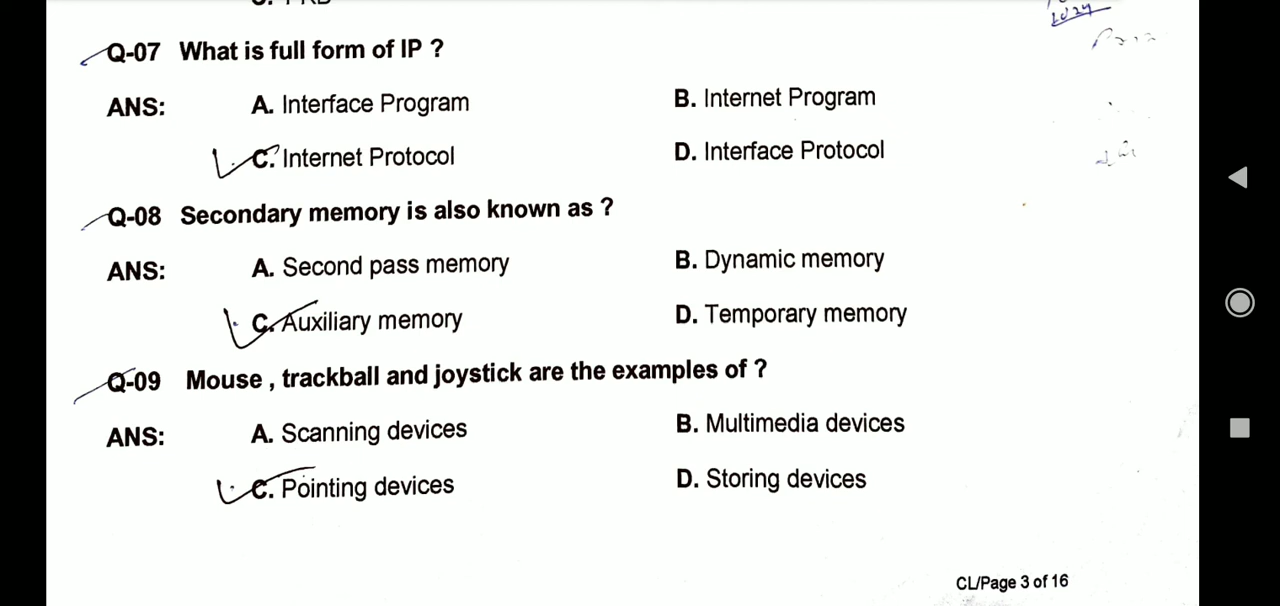 Q-07 What is full form of IP ?
ANS: A. Interface Program B. Internet Program
C. Internet Protocol D. Interface Protocol
Q-08 Secondary memory is also known as ?
ANS: A. Second pass memory B. Dynamic memory
C. Auxiliary memory D. Temporary memory
Q-09 Mouse , trackball and joystick are the examples of ?
ANS: A. Scanning devices B. Multimedia devices
C. Pointing devices D. Storing devices
CL/Page 3 of 16